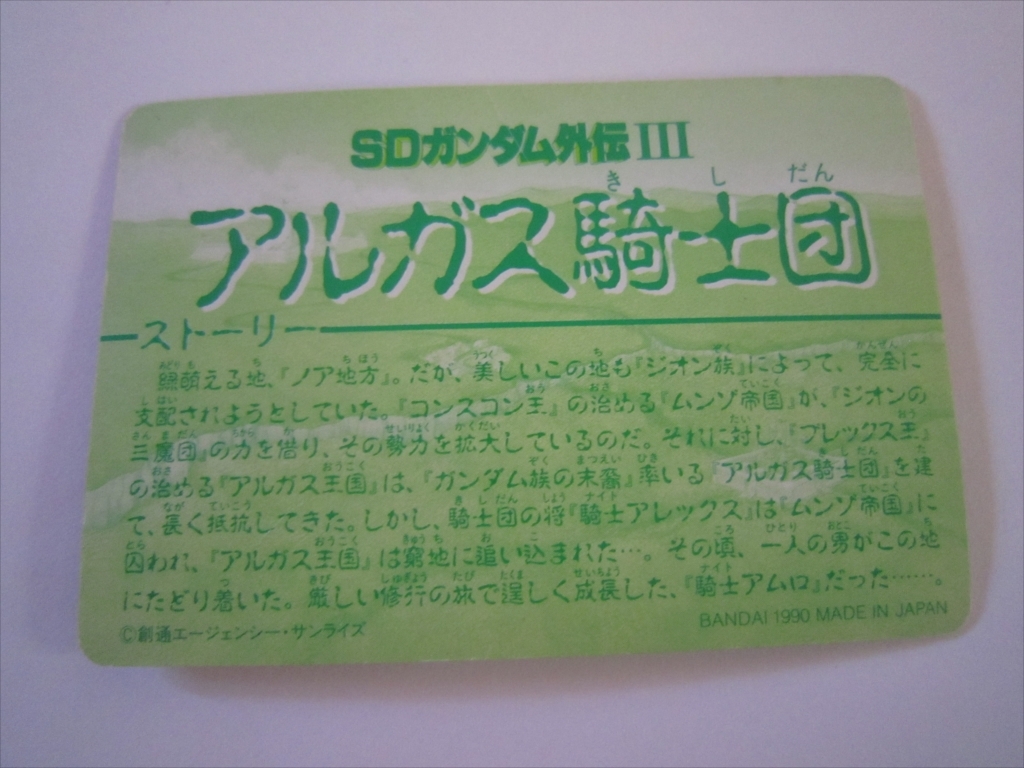 SDガンダム外伝III
アルガス騎士団
きしだん
ストーリー
緑萌える地、『ノア地方』。だが、美しいこの地も『ジオン族』によって、完全に
支配されようとしていた。『コンスコン王』の治める『ムンゾ帝国』が、『ジオンの
三魔団』の力を借り、その勢力を拡大しているのだ。それに対し、『ブレックス王』
の治める『アルガス王国』は、『ガンダム族の末裔』率いる『アルガス騎士団』を建
て、長く抵抗してきた。しかし、騎士団の将『騎士アレックス』は『ムンゾ帝国』に
囚われ、『アルガス王国』は窮地に追い込まれた…。その頃、一人の男がこの地
にたどり着いた。厳しい修行の旅で逞しく成長した、『騎士アムロ』だった……。
©創通エージェンシー・サンライズ
BANDAI 1990 MADE IN JAPAN